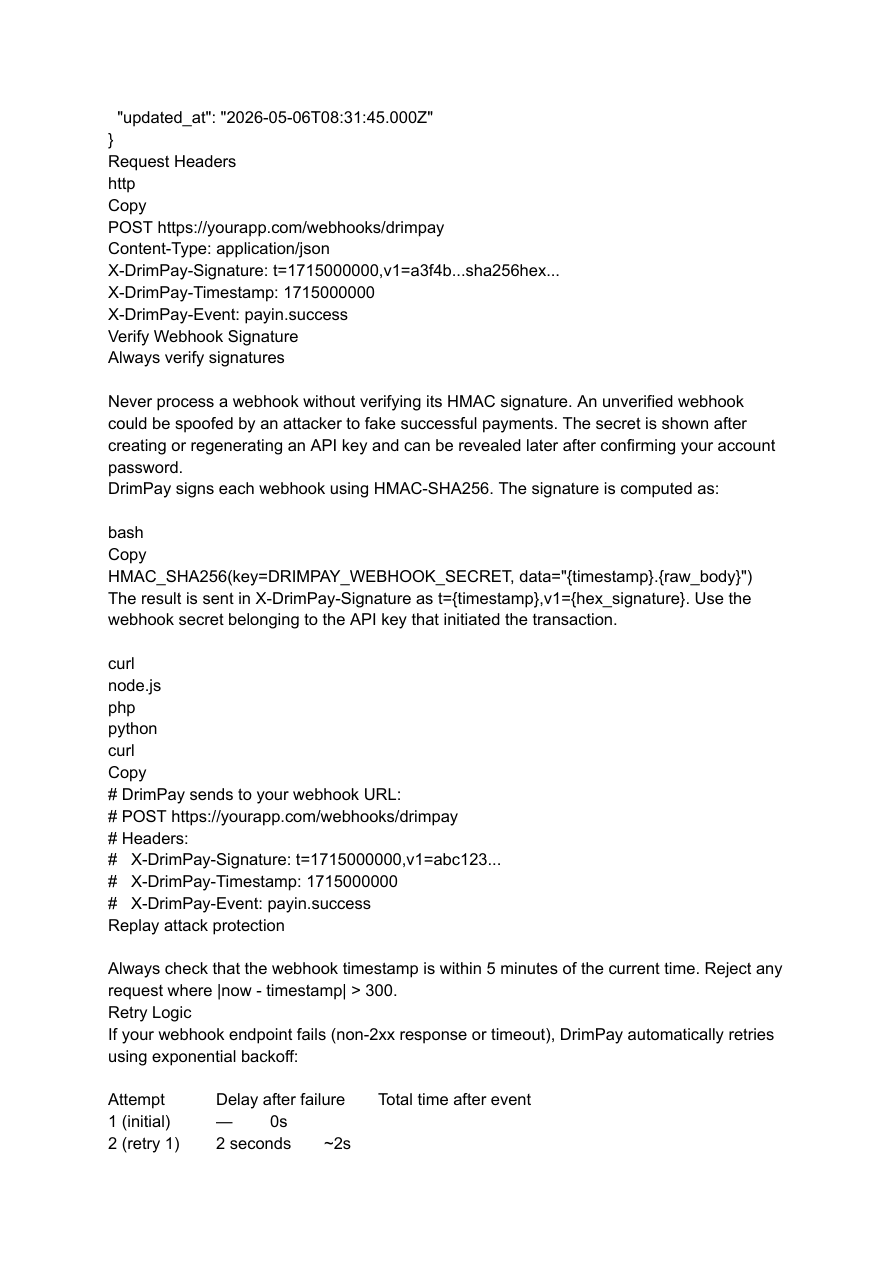 "updated_at": "2026-05-06T08:31:45.000Z"
}
Request Headers
http
Copy
POST https://yourapp.com/webhooks/drimpay
Content-Type: application/json
X-DrimPay-Signature: t=1715000000,v1=a3f4b...sha256hex...
X-DrimPay-Timestamp: 1715000000
X-DrimPay-Event: payin.success
Verify Webhook Signature
Always verify signatures

Never process a webhook without verifying its HMAC signature. An unverified webhook
could be spoofed by an attacker to fake successful payments. The secret is shown after
creating or regenerating an API key and can be revealed later after confirming your account
password.
DrimPay signs each webhook using HMAC-SHA256. The signature is computed as:

bash
Copy
HMAC_SHA256(key=DRIMPAY_WEBHOOK_SECRET, data="{timestamp}.{raw_body}")
The result is sent in X-DrimPay-Signature as t={timestamp},v1={hex_signature}. Use the
webhook secret belonging to the API key that initiated the transaction.

curl
node.js
php
python
curl
Copy
# DrimPay sends to your webhook URL:
# POST https://yourapp.com/webhooks/drimpay
# Headers:
#   X-DrimPay-Signature: t=1715000000,v1=abc123...
#   X-DrimPay-Timestamp: 1715000000
#   X-DrimPay-Event: payin.success
Replay attack protection

Always check that the webhook timestamp is within 5 minutes of the current time. Reject any
request where |now - timestamp| > 300.
Retry Logic
If your webhook endpoint fails (non-2xx response or timeout), DrimPay automatically retries
using exponential backoff:

Attempt Delay after failure Total time after event
1 (initial) — 0s
2 (retry 1) 2 seconds ~2s